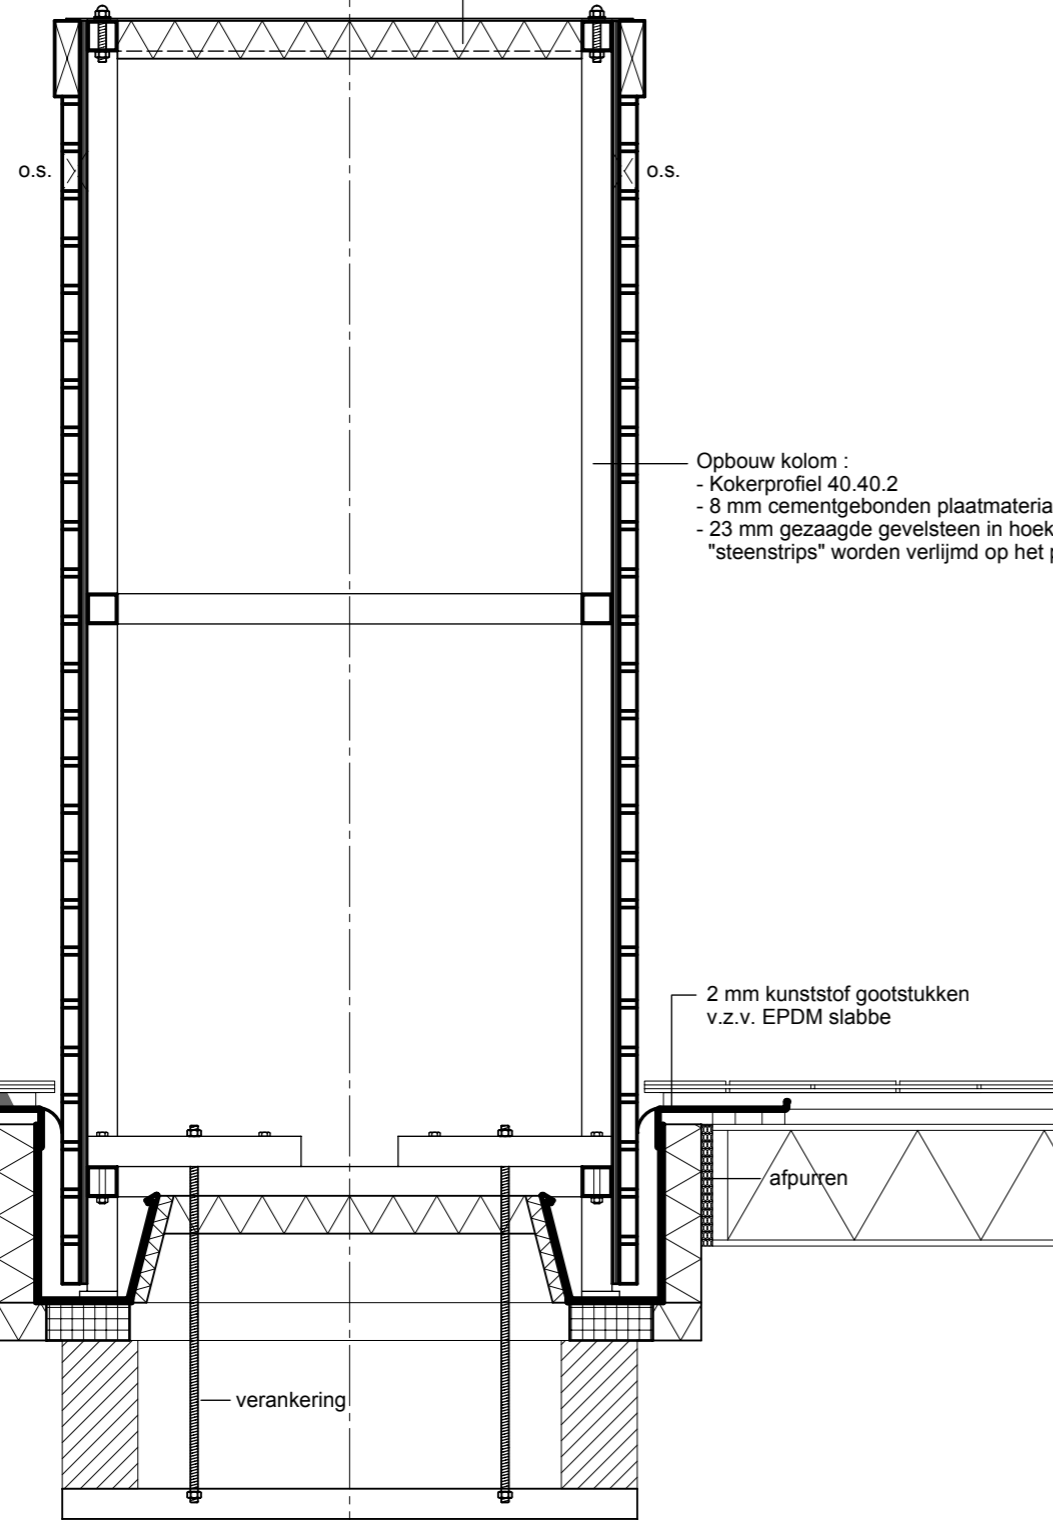 o.s.
o.s.
Opbouw kolom :
- Kokerprofiel 40.40.2
- 8 mm cementgebonden plaatmateria
- 23 mm gezaagde gevelsteen in hoek
"steenstrips" worden verlijmd op het p
2 mm kunststof gootstukken
v.z.v. EPDM slabbe
afpurren
verankering